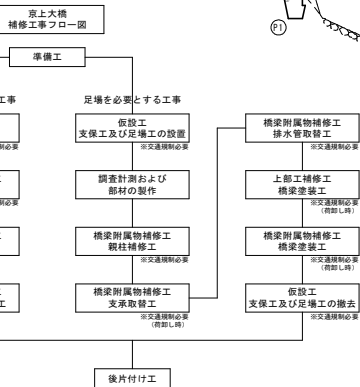 京上大橋
補修工事フロー図
P1
準備工
工事
足場を必要とする工事
仮設工
支保工及び足場工の設置
※交通規制必要
調査計測および
部材の製作
橋梁附属物補修工
親柱補修工
※交通規制必要
橋梁附属物補修工
支承取替工
※交通規制必要
(荷卸し時)
橋梁附属物補修工
排水管取替工
※交通規制必要
上部工補修工
橋梁塗装工
※交通規制必要
(荷卸し時)
橋梁附属物補修工
橋梁塗装工
※交通規制必要
(荷卸し時)
仮設工
支保工及び足場工の撤去
※交通規制必要
制必要
制必要
工
工
工
後片付け工